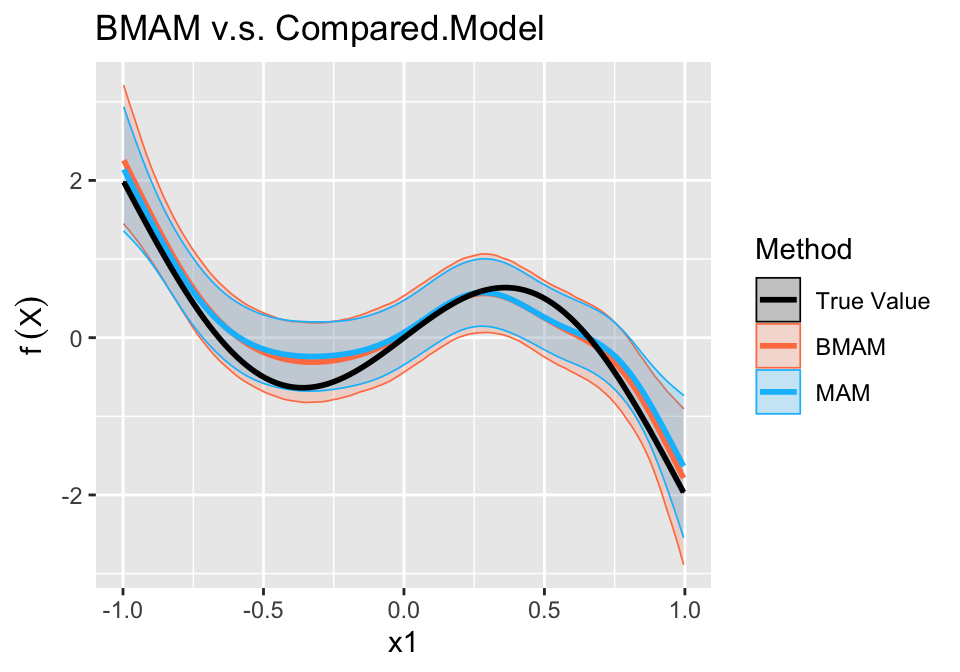 BMAM v.s. Compared.Model
f (x)
2
0
-2
-1.0
-0.5
0.0
0.5
1.0
x1
Method
True Value
BMAM
MAM